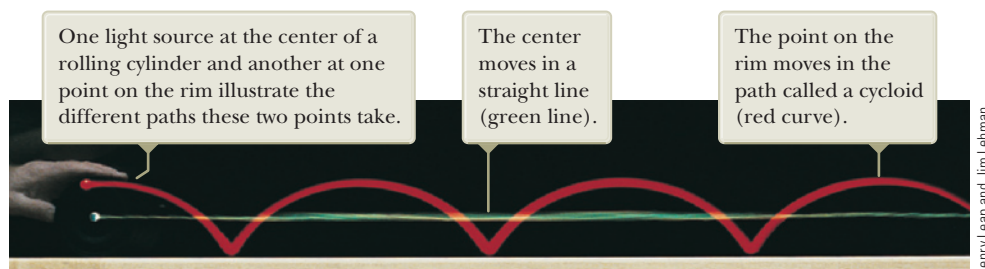 One light source at the center of a
rolling cylinder and another at one
point on the rim illustrate the
different paths these two points take.
The center
moves in a
straight line
(green line).
The point on the
rim moves in the
path called a cycloid
(red curve).